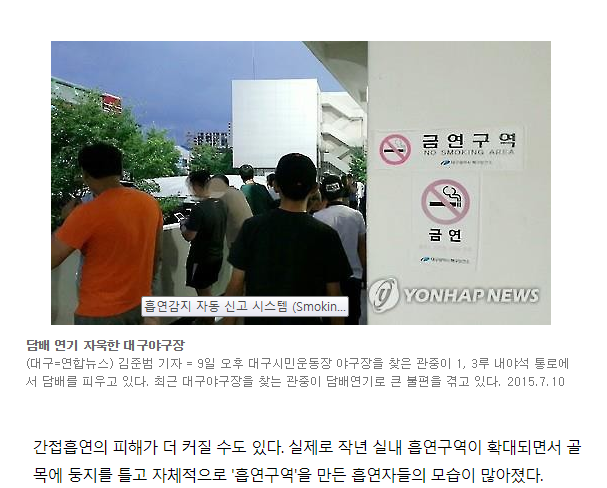 금연구역
NO SMOKING AREA
금연
흡연감지 자동 신고 시스템 (Smokin...
YONHAP NEWS
담배 연기 자욱한 대구야구장
(대구=연합뉴스) 김준범 기자 = 9일 오후 대구시민운동장 야구장을 찾은 관중이 1, 3루 내야석 통로에
서 담배를 피우고 있다. 최근 대구야구장을 찾는 관중이 담배연기로 큰 불편을 겪고 있다. 2015.7.10
간접흡연의 피해가 더 커질 수도 있다. 실제로 작년 실내 흡연구역이 확대되면서 골
목에 둥지를 틀고 자체적으로 '흡연구역'을 만든 흡연자들의 모습이 많아졌다.